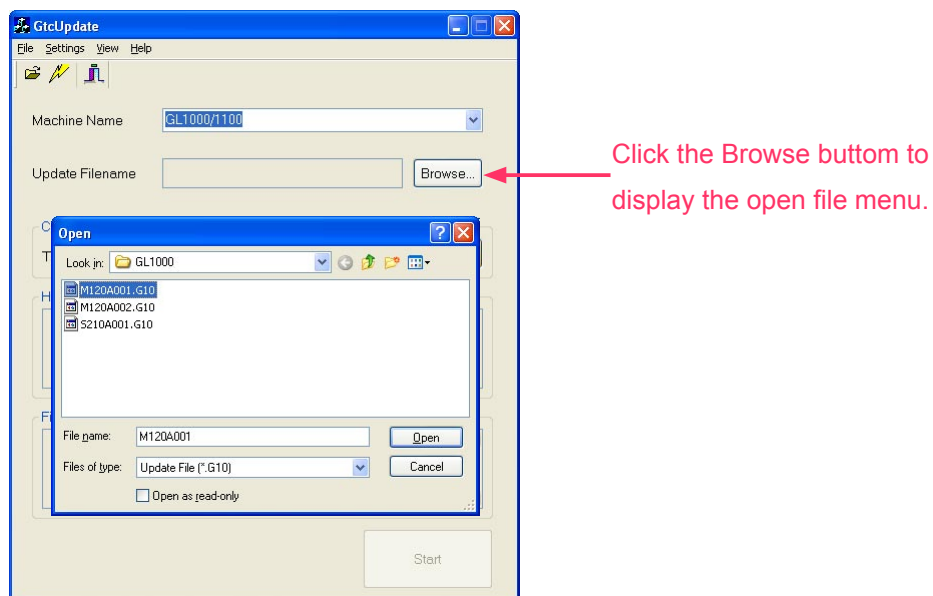 GtcUpdate
File Settings View Help
Machine Name GL1000/1100
Update Filename Browse...
Click the Browse buttom to
display the open file menu.
Open
Look in: GL1000
M120A001.G10
M120A002.G10
S210A001.G10
File name: M120A001 Open
Files of type: Update File (*.G10) Cancel
Open as read-only
Start